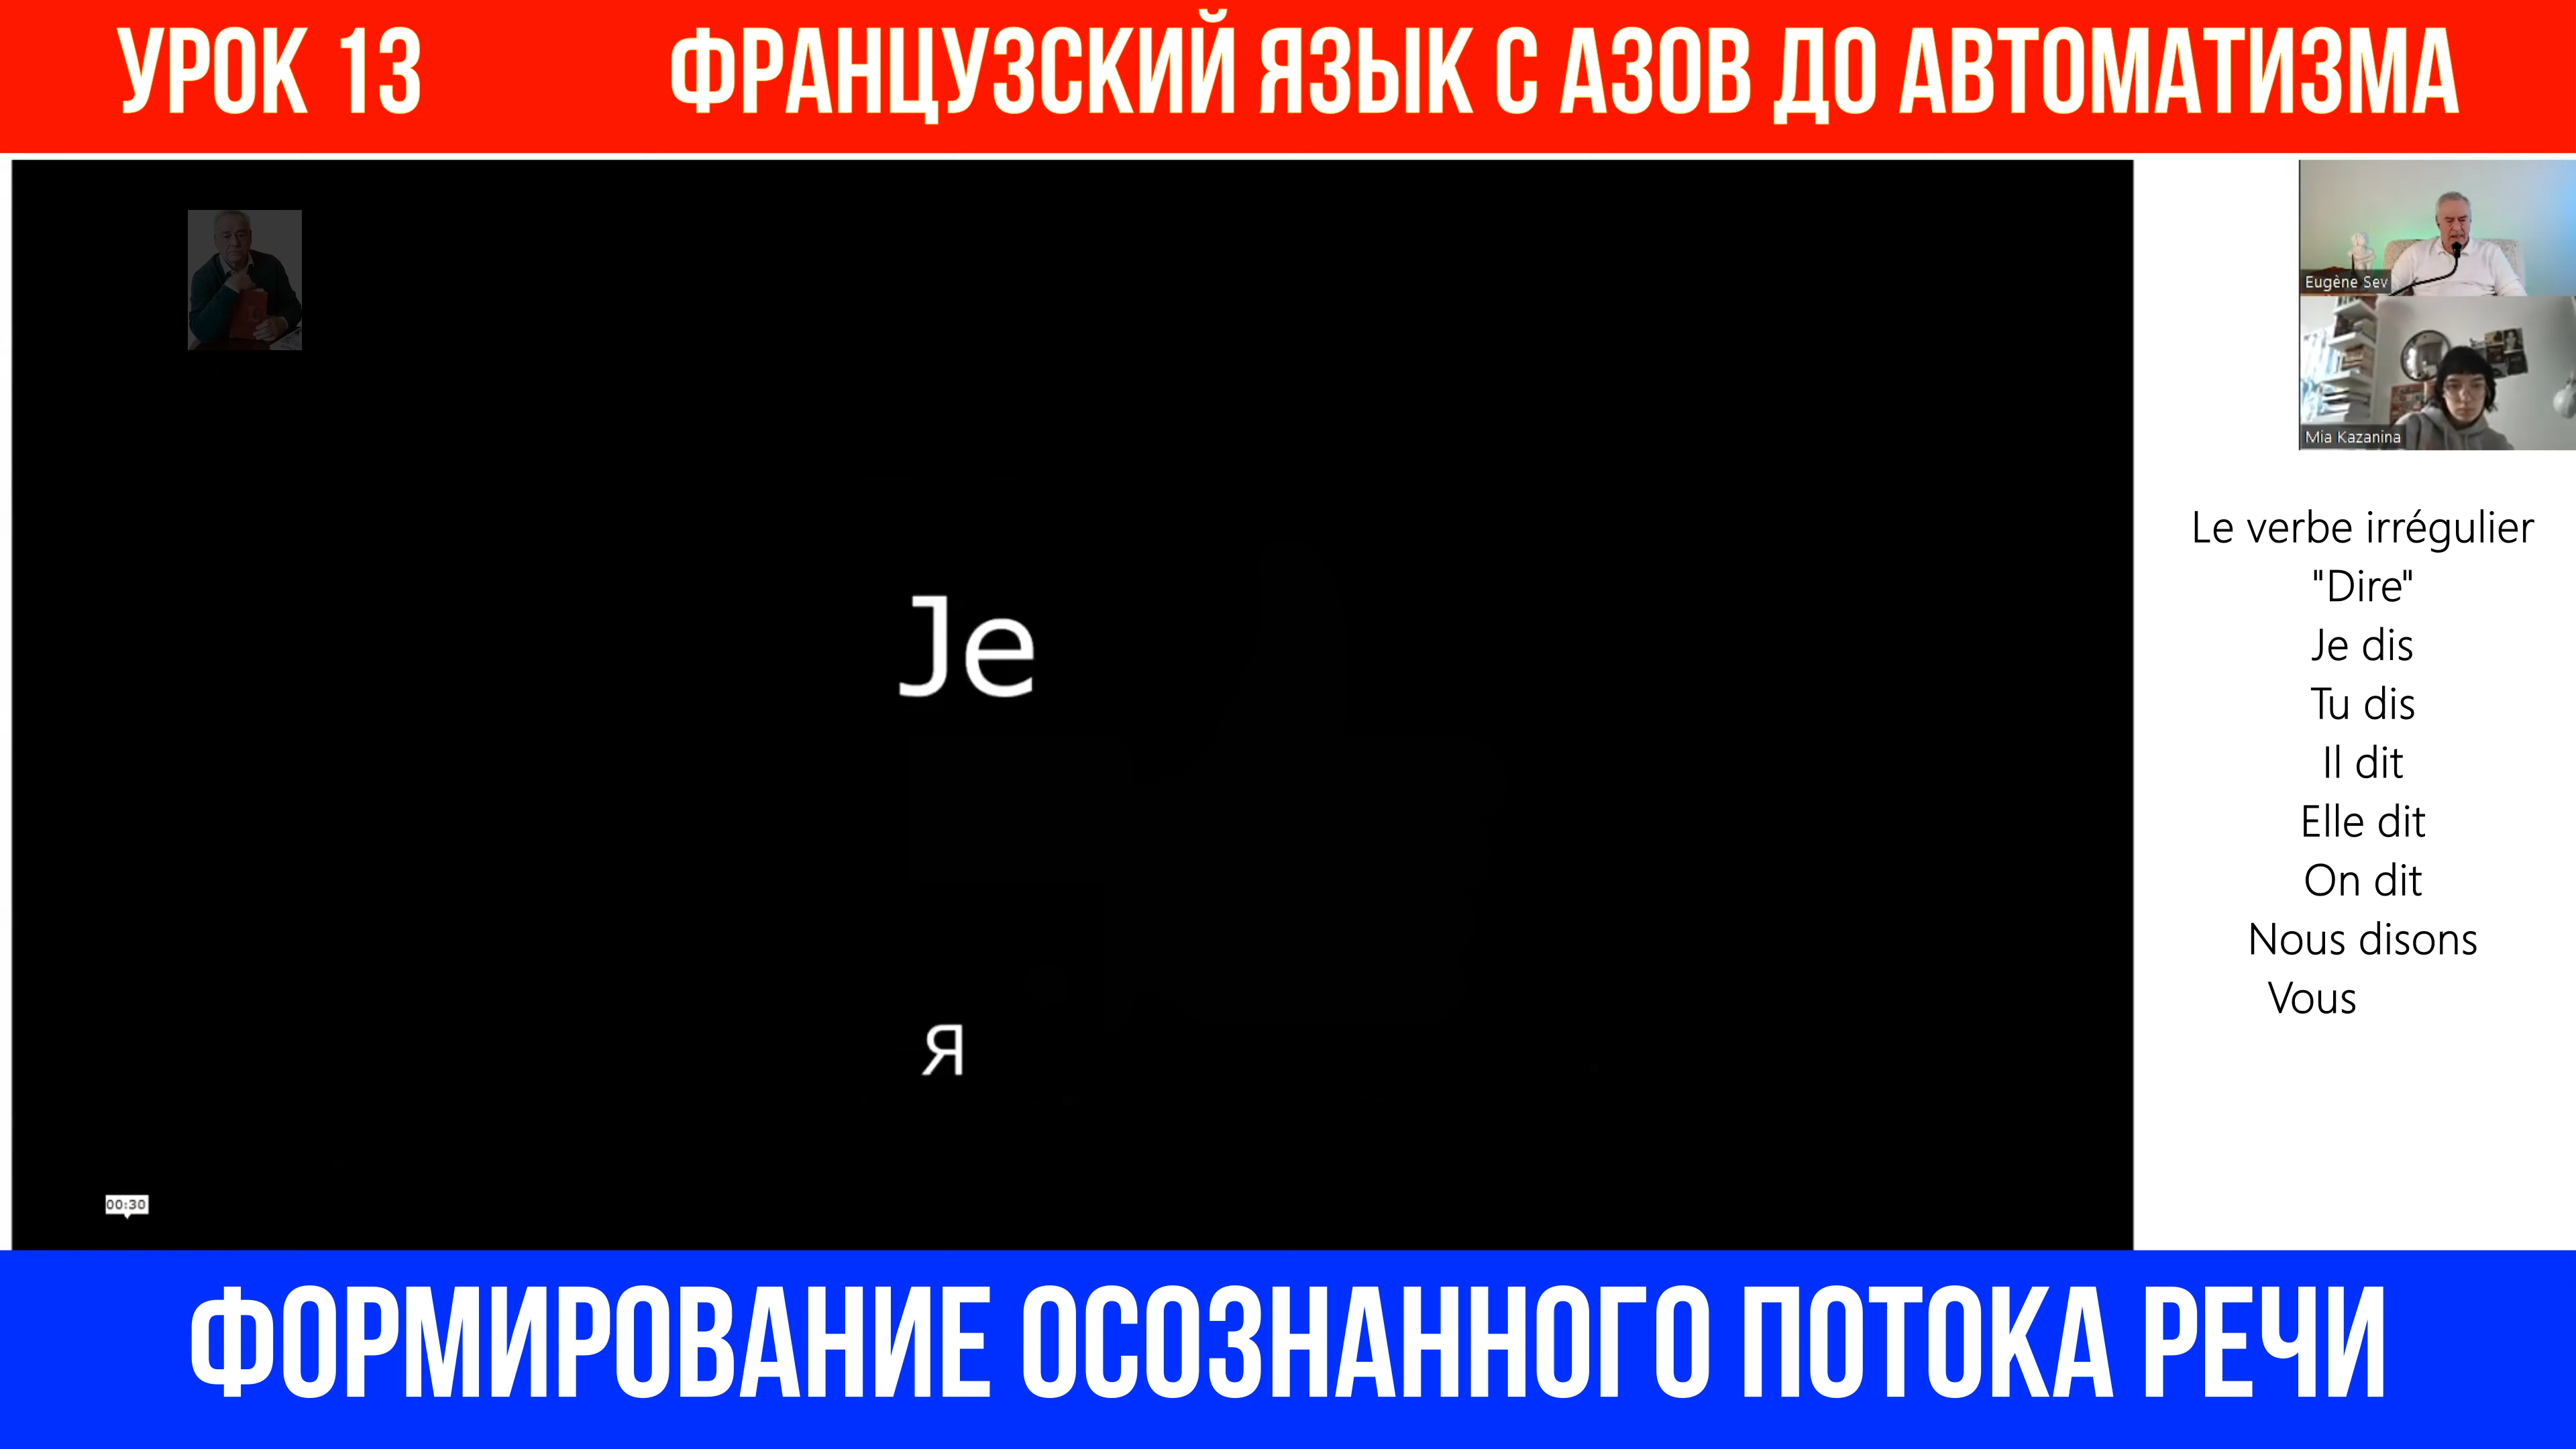 УРОК 13 ФРАНЦУЗСКИЙ ЯЗЫК С АЗОВ ДО АВТОМАТИЗМА
Eugène Sev
Mia Kazanina
Le verbe irrégulier
"Dire"
Je dis
Tu dis
Il dit
Elle dit
On dit
Nous disons
Vous
Je
я
00:30
ФОРМИРОВАНИЕ ОСОЗНАННОГО ПОТОКА РЕЧИ